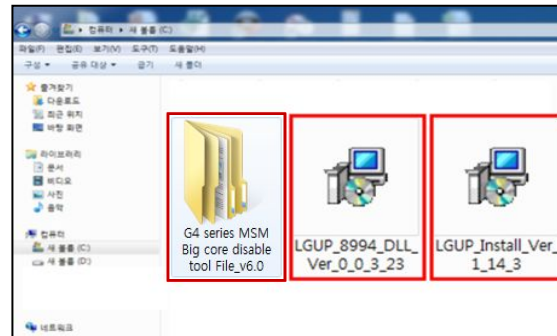 컴퓨터 ▸ 새 볼륨 (C)
파일(F) 편집(E) 보기(V) 도구(T) 도움말(H)
구성 공유 대상 굽기 새 폴더
즐겨찾기
다운로드
최근 위치
바탕 화면
라이브러리
문서
비디오
사진
음악
컴퓨터
새 볼륨 (C)
새 볼륨 (D:)
네트워크
G4 series MSM
Big core disable
tool File_v6.0
LGUP_8994_DLL_
Ver_0_0_3_23
LGUP_Install_Ver_
1_14_3